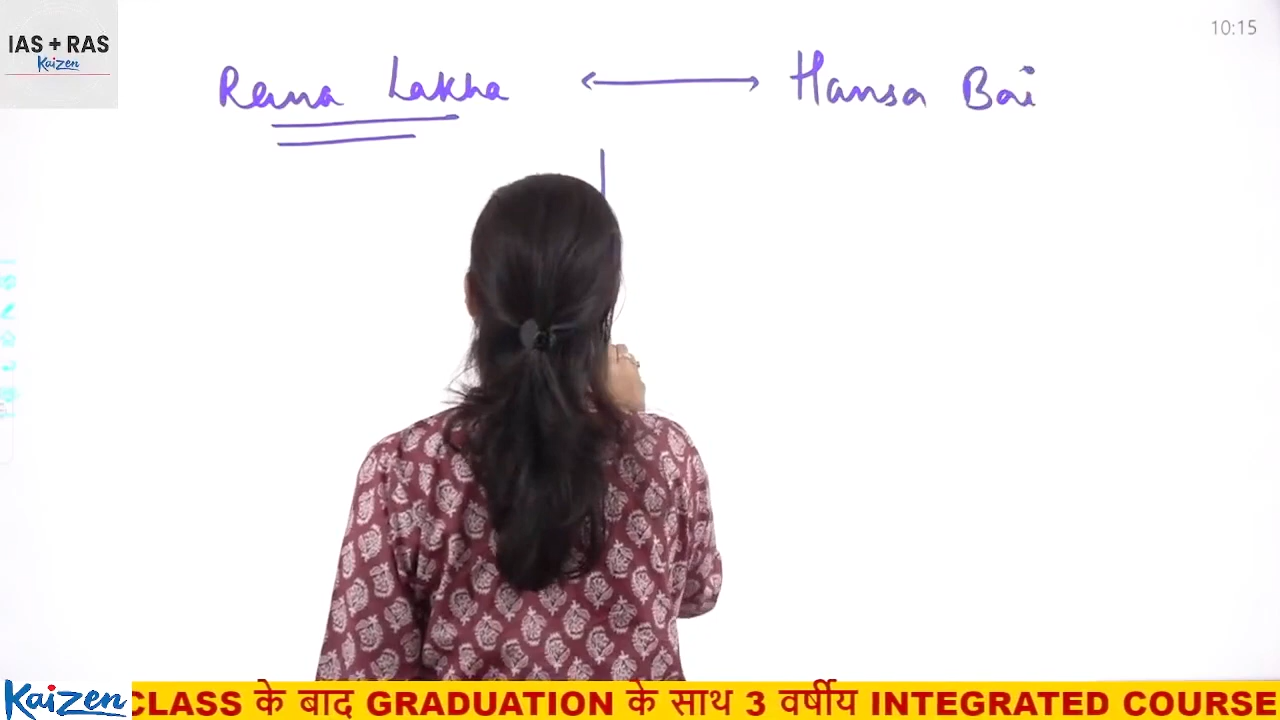 10:15
IAS + RAS
Kaizen
Rana Lakha ↔ Hansa Bai
Kaizen
CLASS के बाद GRADUATION के साथ 3 वर्षीय INTEGRATED COURSE